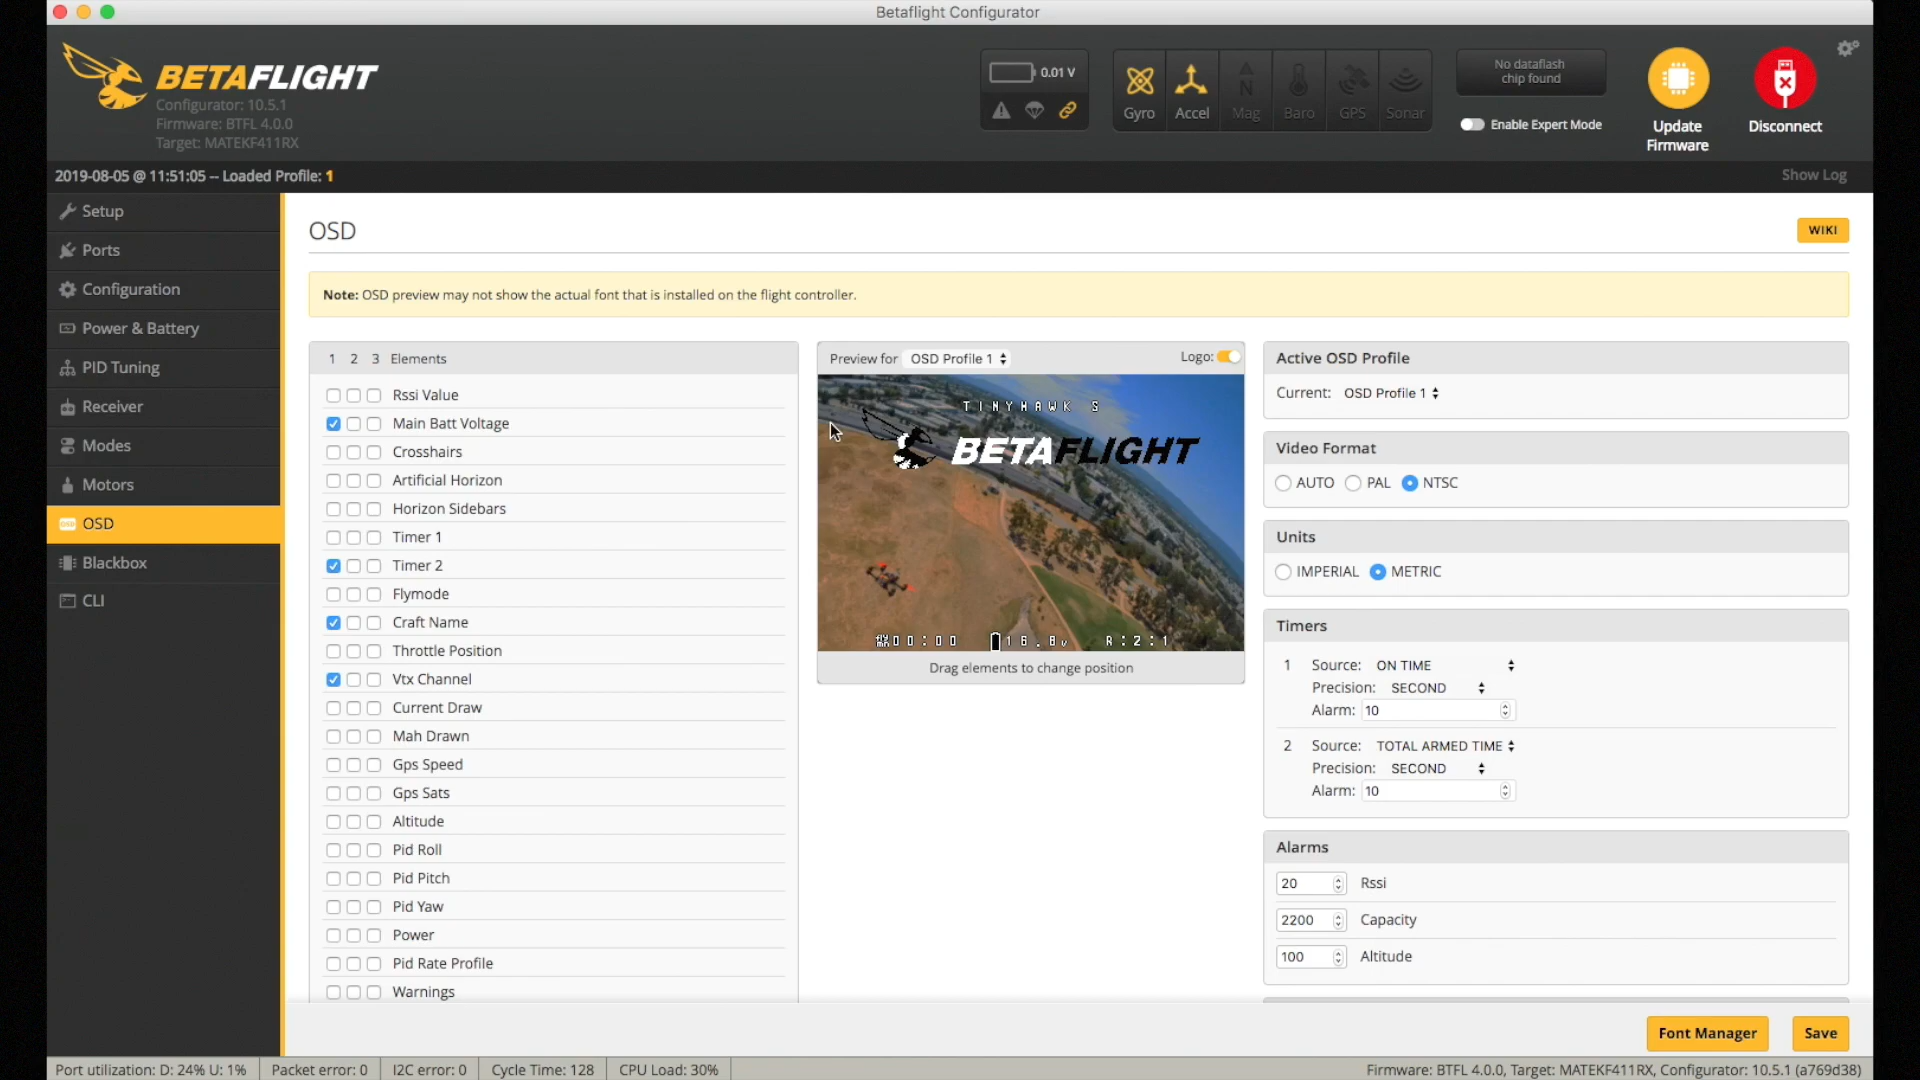 Betaflight Configurator
BETAFLIGHT
Configurator: 10.5.1
Firmware: BTFL 4.0.0
Target: MATEKF411RX
0.01 V
Gyro
Accel
Mag
Baro
GPS
Sonar
No dataflash
chip found
Enable Expert Mode
Update
Firmware
Disconnect
2019-08-05 @ 11:51:05 -- Loaded Profile: 1
Show Log
Setup
Ports
Configuration
Power & Battery
PID Tuning
Receiver
Modes
Motors
OSD
Blackbox
CLI
OSD
WIKI
Note: OSD preview may not show the actual font that is installed on the flight controller.
1 2 3 Elements
Rssi Value
Main Batt Voltage
Crosshairs
Artificial Horizon
Horizon Sidebars
Timer 1
Timer 2
Flymode
Craft Name
Throttle Position
Vtx Channel
Current Draw
Mah Drawn
Gps Speed
Gps Sats
Altitude
Pid Roll
Pid Pitch
Pid Yaw
Power
Pid Rate Profile
Warnings
Preview for OSD Profile 1
Logo:
TINYHAWK S
BETAFLIGHT
FLY MN 00:00 16.8V R:2:1
Drag elements to change position
Active OSD Profile
Current: OSD Profile 1
Video Format
AUTO PAL NTSC
Units
IMPERIAL METRIC
Timers
1 Source: ON TIME
Precision: SECOND
Alarm: 10
2 Source: TOTAL ARMED TIME
Precision: SECOND
Alarm: 10
Alarms
20 Rssi
2200 Capacity
100 Altitude
Font Manager
Save
Port utilization: D: 24% U: 1%
Packet error: 0
I2C error: 0
Cycle Time: 128
CPU Load: 30%
Firmware: BTFL 4.0.0, Target: MATEKF411RX, Configurator: 10.5.1 (a769d38)